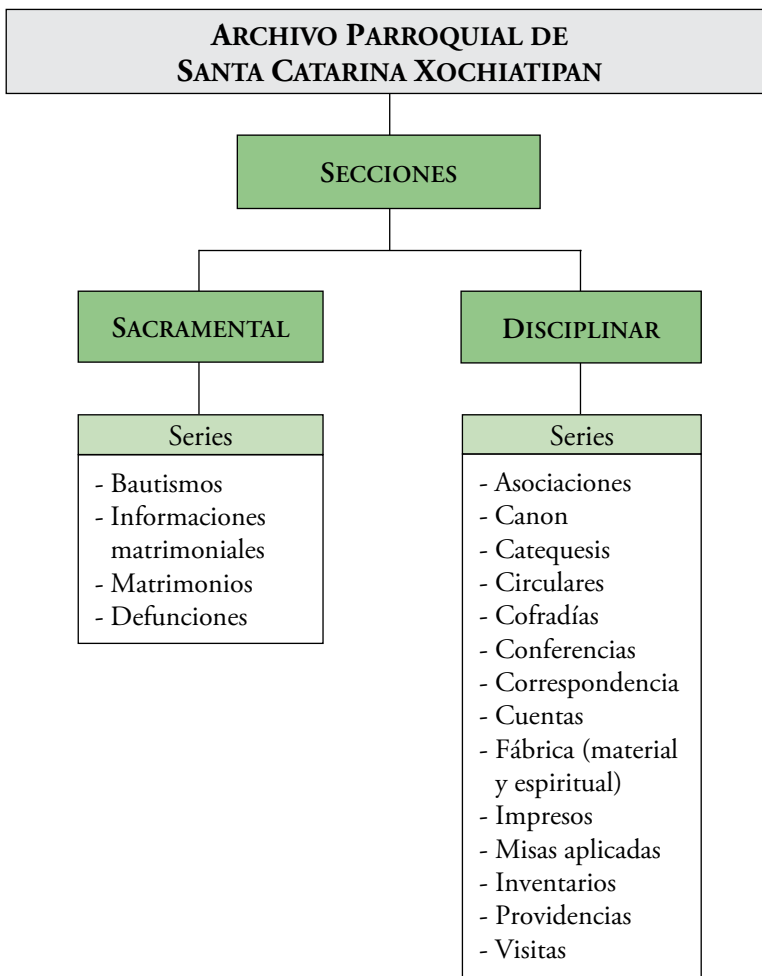 ARCHIVO PARROQUIAL DE
SANTA CATARINA XOCHIATIPAN
SECCIONES
SACRAMENTAL
Series
- Bautismos
- Informaciones
matrimoniales
- Matrimonios
- Defunciones
DISCIPLINAR
Series
- Asociaciones
- Canon
- Catequesis
- Circulares
- Cofradías
- Conferencias
- Correspondencia
- Cuentas
- Fábrica (material
y espiritual)
- Impresos
- Misas aplicadas
- Inventarios
- Providencias
- Visitas